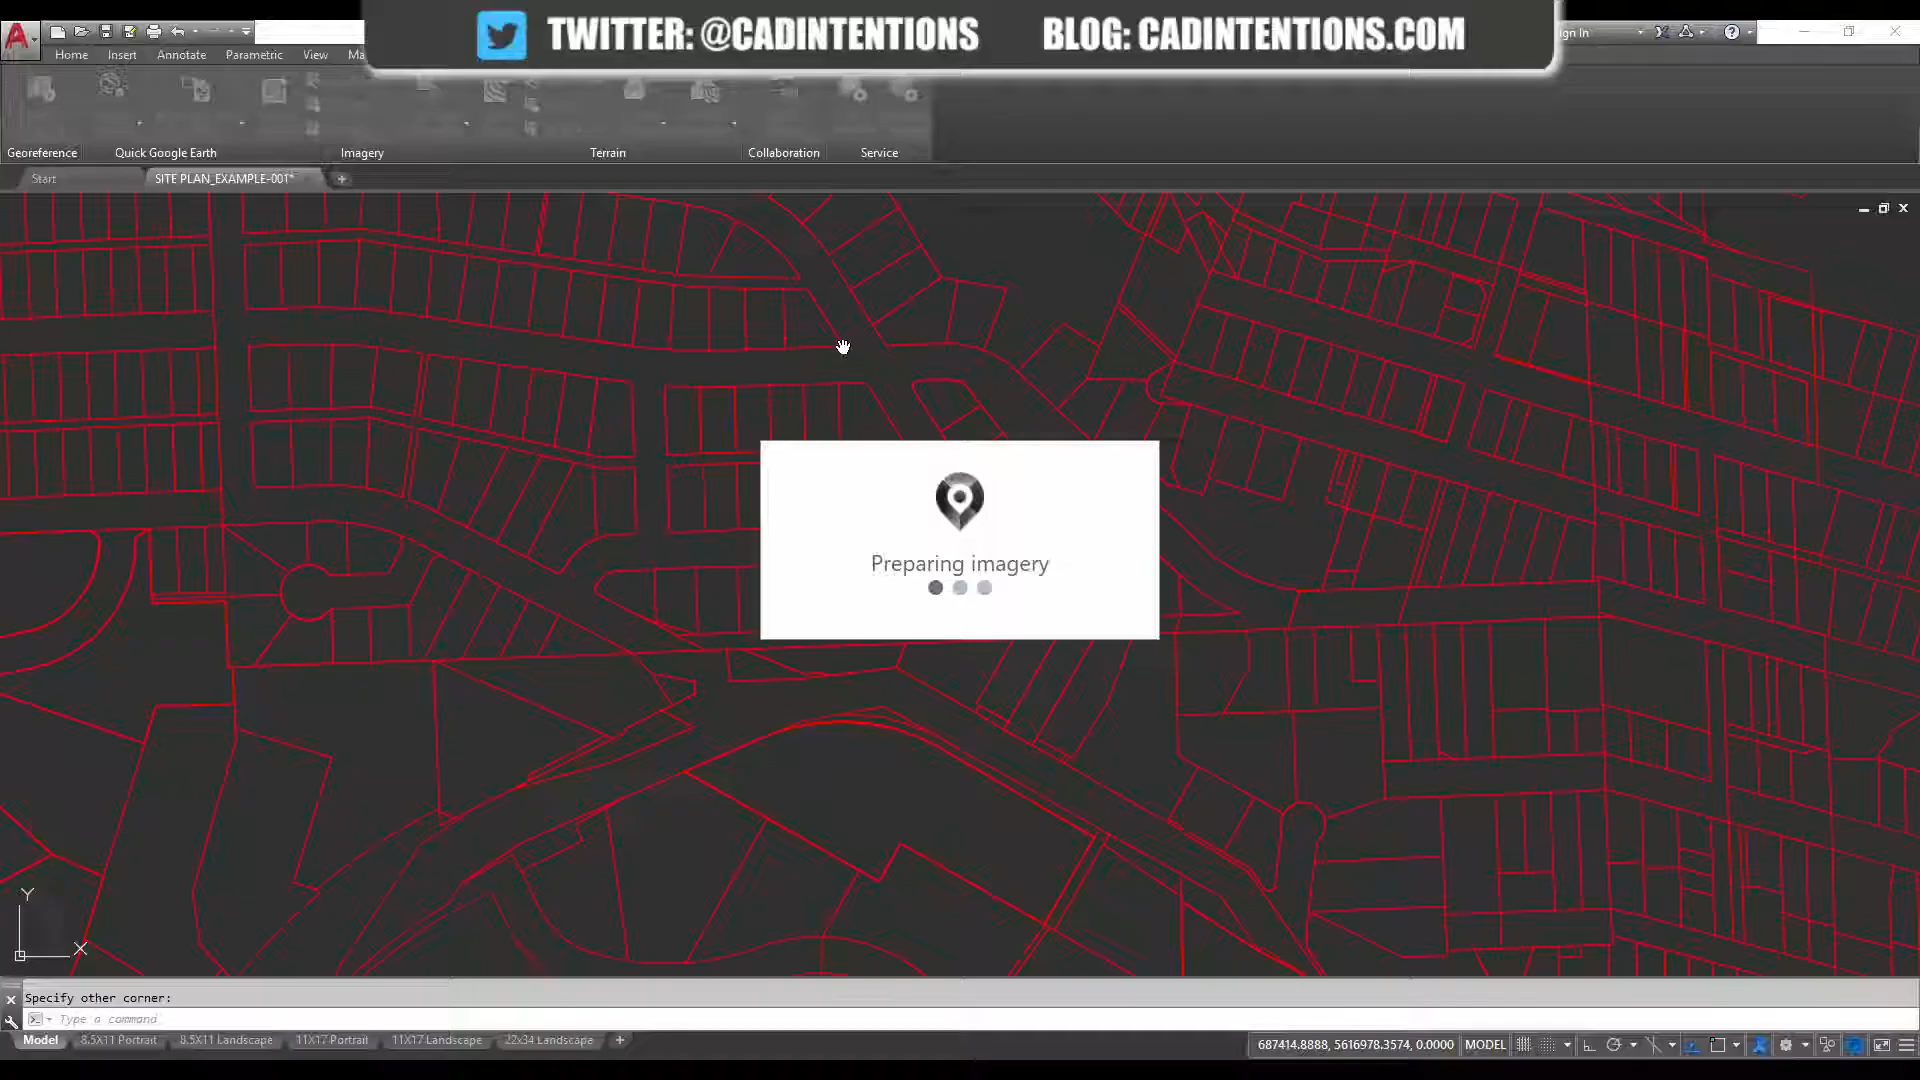 TWITTER: @CADINTENTIONS BLOG: CADINTENTIONS.COM
Home Insert Annotate Parametric View Ma
In
Georeference Quick Google Earth Imagery Terrain Collaboration Service
Start SITE PLAN_EXAMPLE-001*
Preparing imagery
Y
X
Specify other corner:
Type a command
Model 8.5X11 Portrait 8.5X11 Landscape 11X17 Portrait 11X17 Landscape 22x34 Landscape
687414.8888, 5616978.3574, 0.0000 MODEL